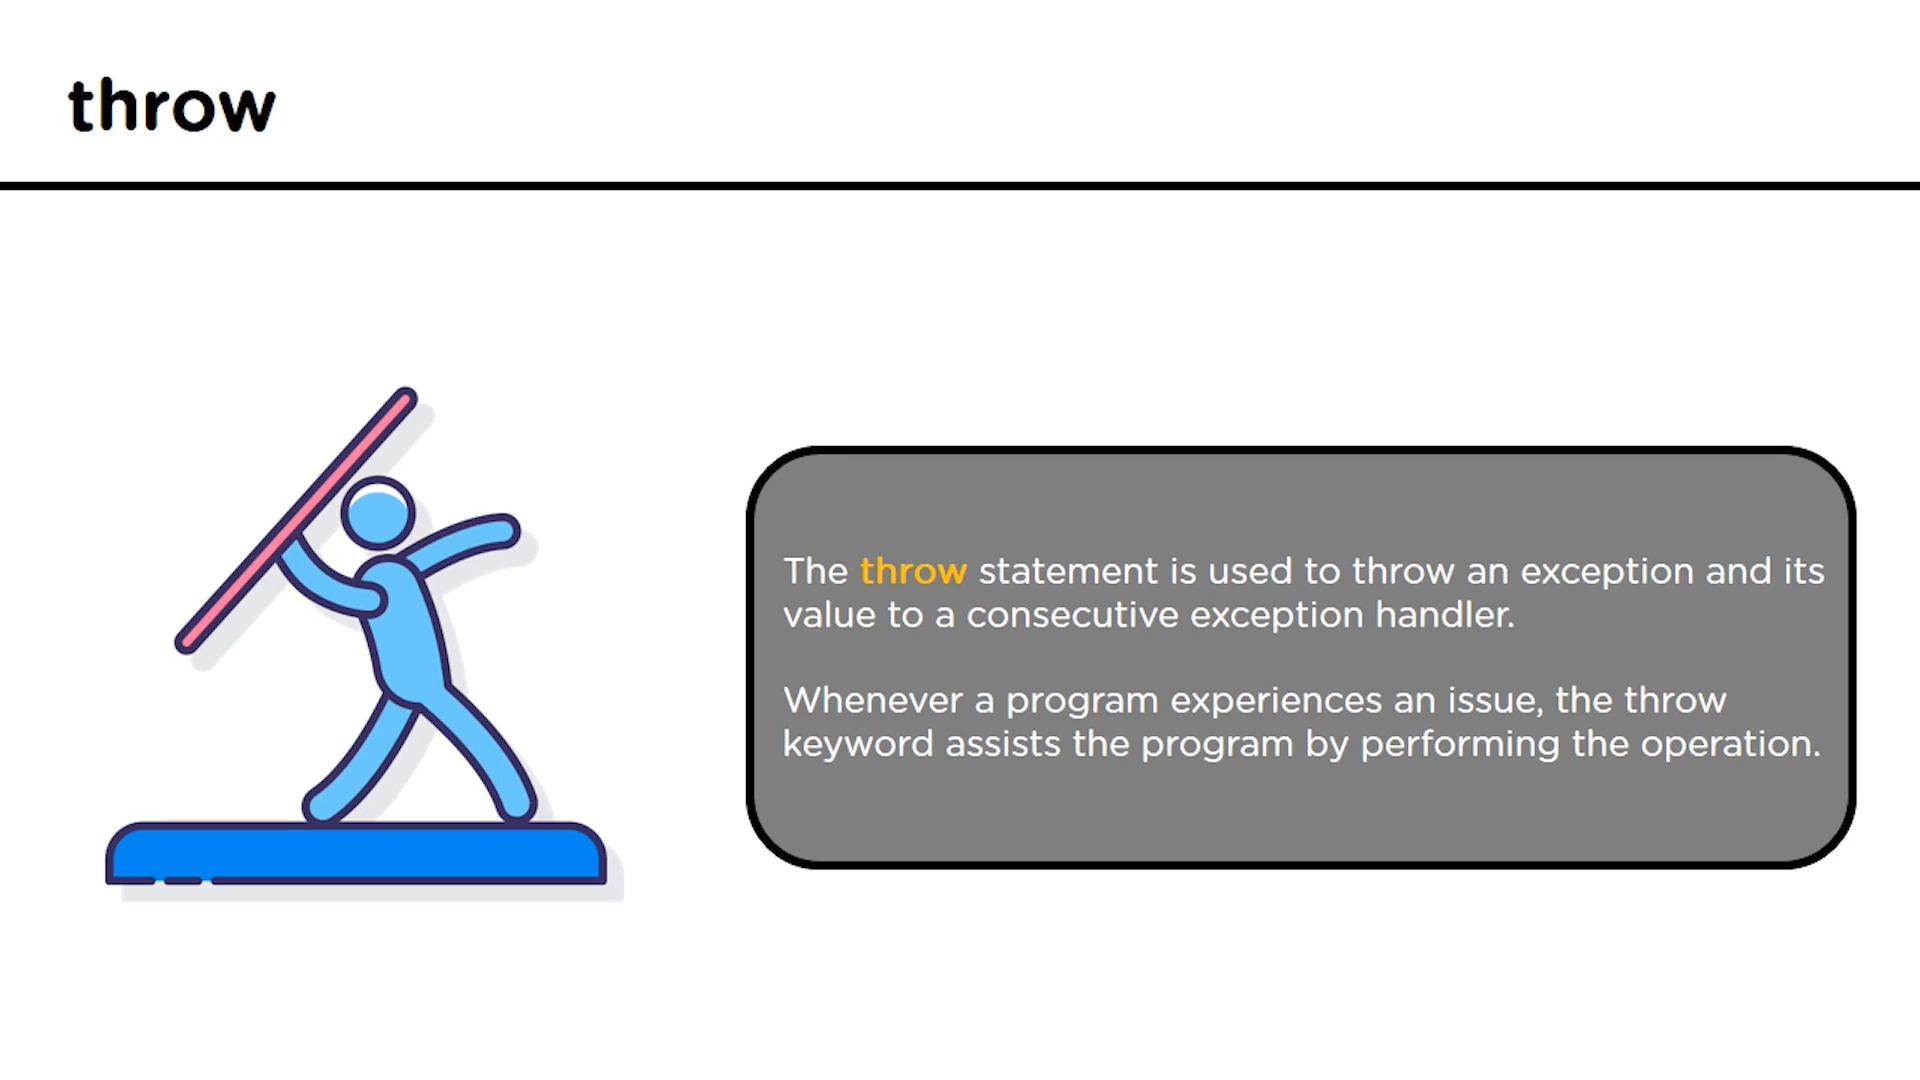 throw
The throw statement is used to throw an exception and its
value to a consecutive exception handler.
Whenever a program experiences an issue, the throw
keyword assists the program by performing the operation.